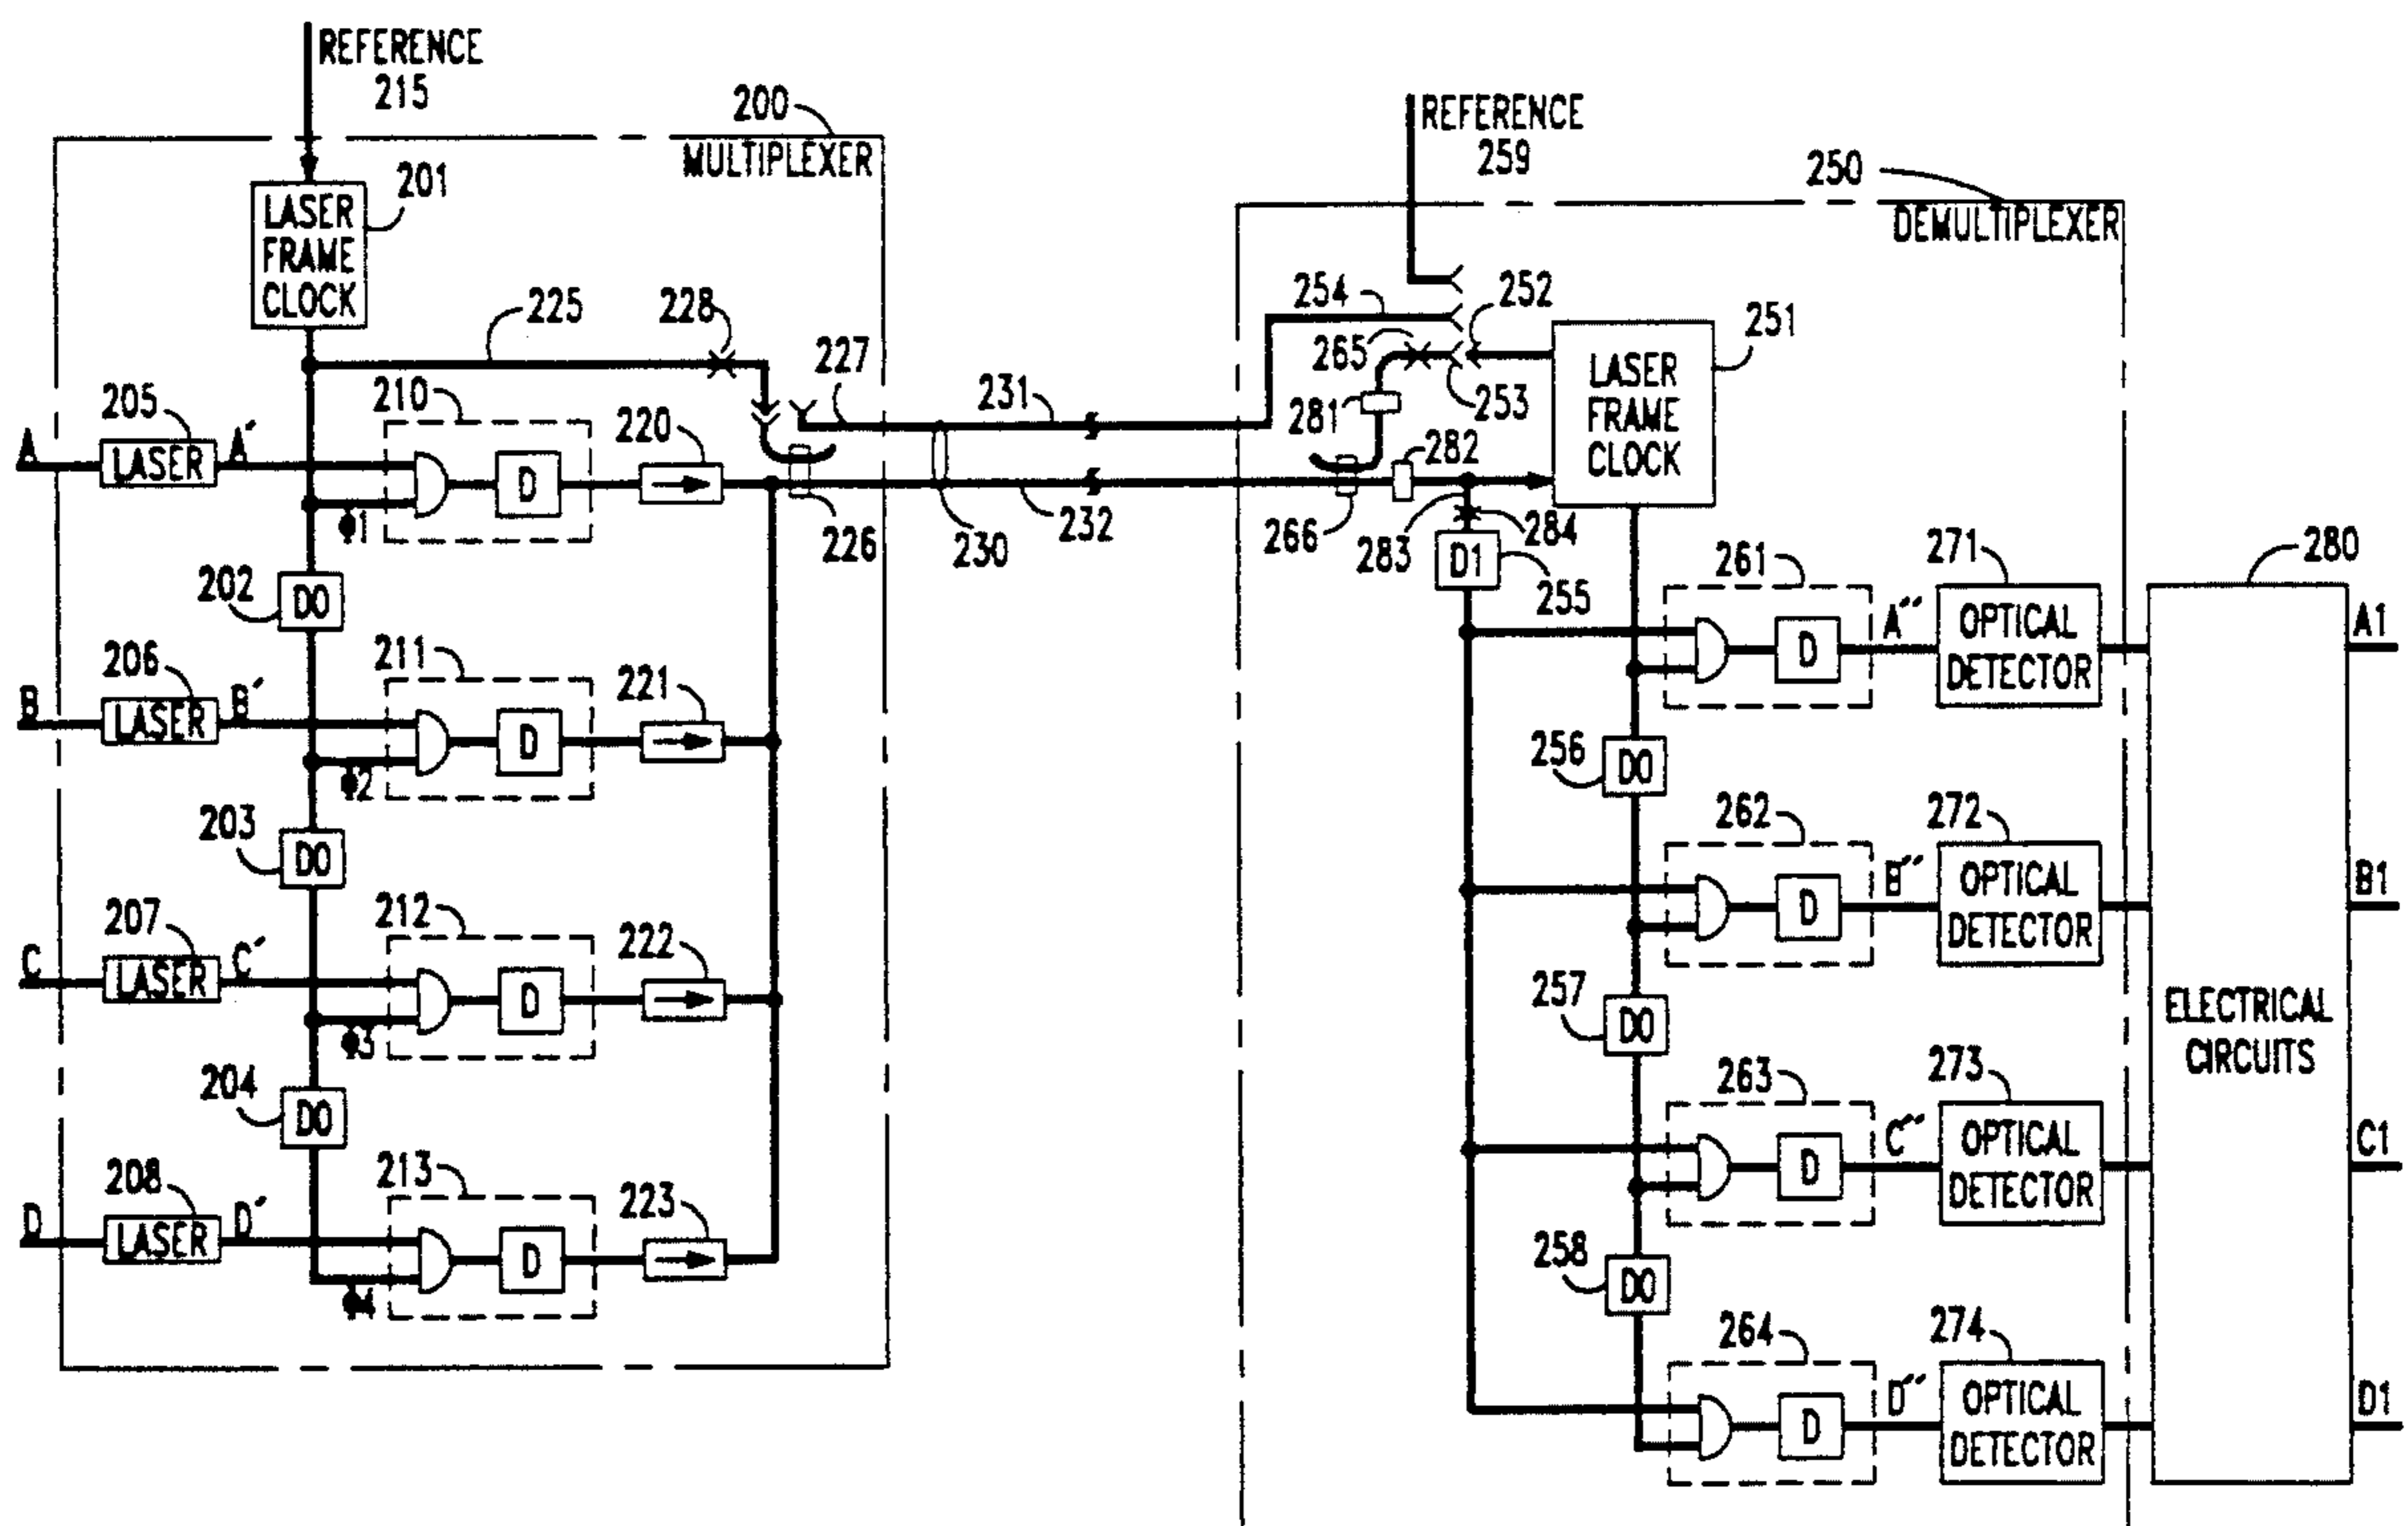 REFERENCE
215
200
MULTIPLEXER
201
LASER
FRAME
CLOCK
225
228
227
205
A
LASER
A´
210
D
220
Φ1
226
230
231
232
202
DO
206
B
LASER
B´
211
D
221
Φ2
203
DO
207
C
LASER
C´
212
D
222
Φ3
204
DO
208
D
LASER
D´
213
D
223
Φ4
REFERENCE
259
250
DEMULTIPLEXER
254
252
251
265
253
281
282
LASER
FRAME
CLOCK
266
283
284
D1
255
261
D
A´´
271
OPTICAL
DETECTOR
280
A1
256
DO
262
D
B´´
272
OPTICAL
DETECTOR
B1
257
DO
ELECTRICAL
CIRCUITS
263
D
C´´
273
OPTICAL
DETECTOR
C1
258
DO
264
D
D´´
274
OPTICAL
DETECTOR
D1